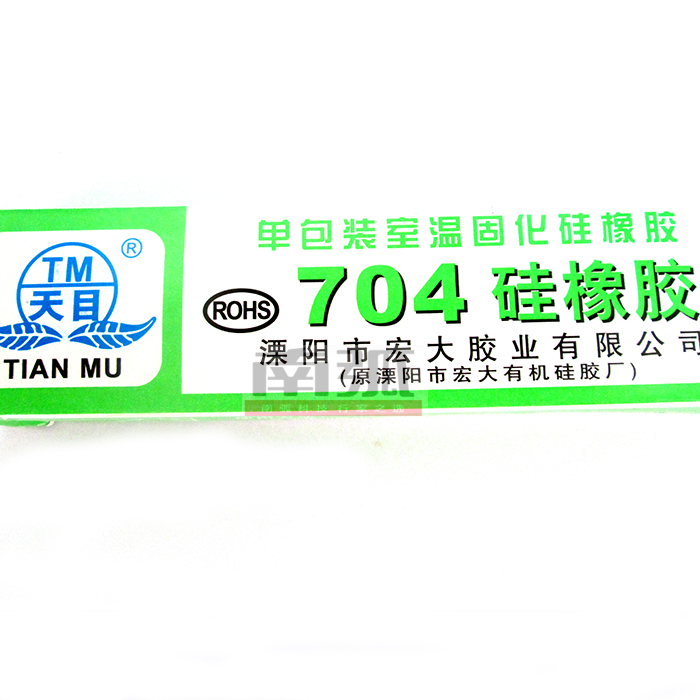 TM
天目
®
TIAN MU
单包装室温固化硅橡胶
ROHS
704 硅橡胶
溧阳市宏大胶业有限公司
(原溧阳市宏大有机硅胶厂)
南孤